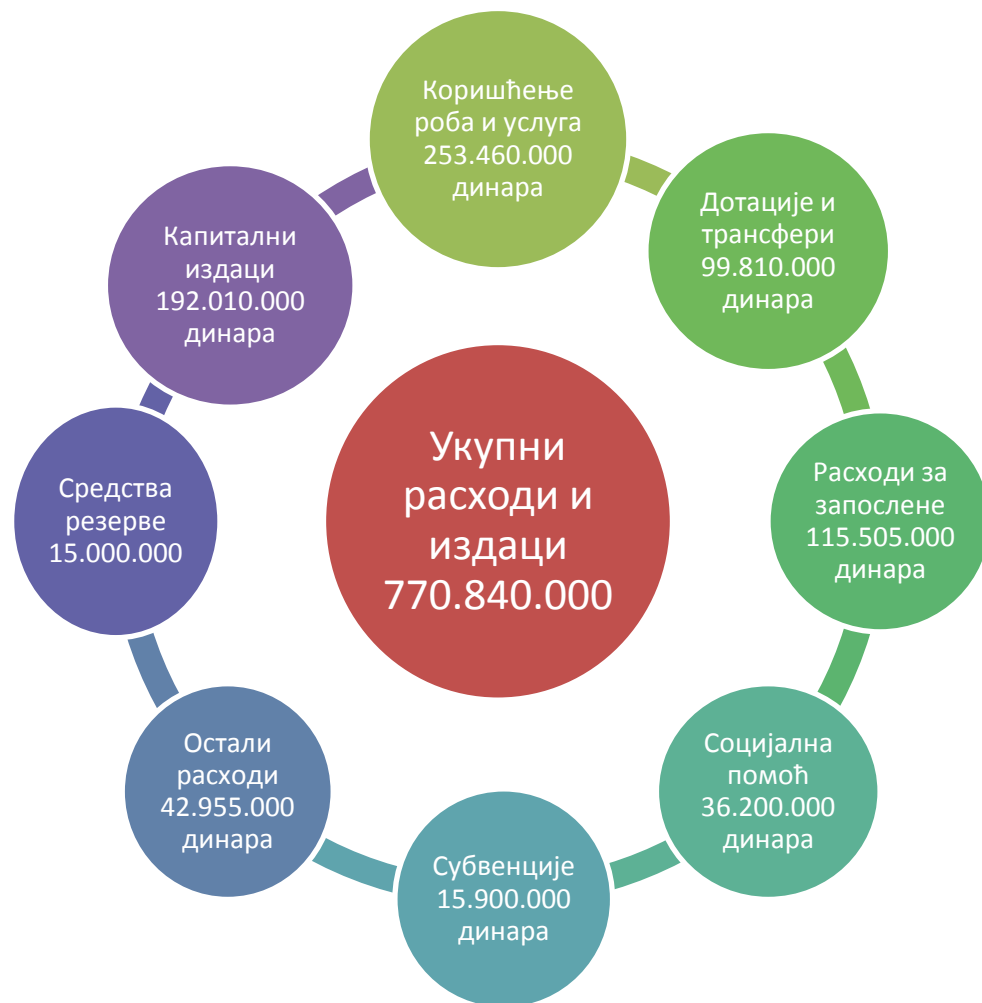 Коришћење
роба и услуга
253.460.000
динара
Дотације и
трансфери
99.810.000
динара
Расходи за
запослене
115.505.000
динара
Социјална
помоћ
36.200.000
динара
Субвенције
15.900.000
динара
Остали
расходи
42.955.000
динара
Средства
резерве
15.000.000
Капитални
издаци
192.010.000
динара
Укупни
расходи и
издаци
770.840.000